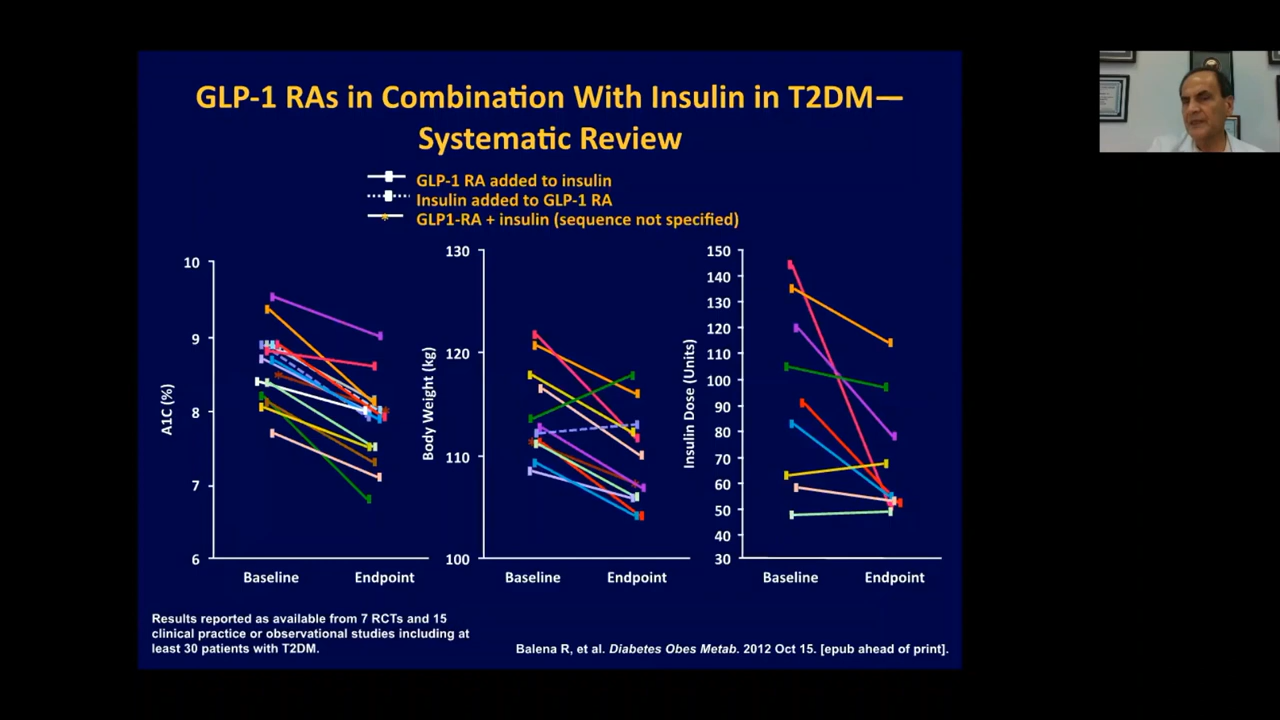 GLP-1 RAs in Combination With Insulin in T2DM—
Systematic Review
GLP-1 RA added to insulin
Insulin added to GLP-1 RA
GLP1-RA + insulin (sequence not specified)
A1C (%)
10
9
8
7
6
Baseline
Endpoint
Body Weight (kg)
130
120
110
100
Baseline
Endpoint
Insulin Dose (Units)
150
140
130
120
110
100
90
80
70
60
50
40
30
Baseline
Endpoint
Results reported as available from 7 RCTs and 15
clinical practice or observational studies including at
least 30 patients with T2DM.
Balena R, et al. Diabetes Obes Metab. 2012 Oct 15. [epub ahead of print].